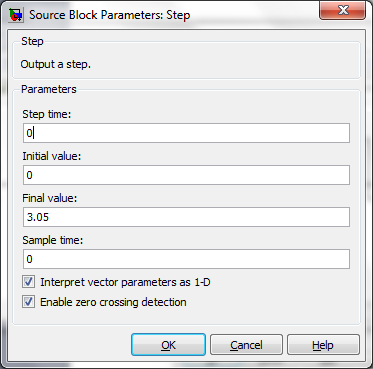 Source Block Parameters: Step
Step
Output a step.
Parameters
Step time:
0
Initial value:
0
Final value:
3.05
Sample time:
0
Interpret vector parameters as 1-D
Enable zero crossing detection
OK Cancel Help